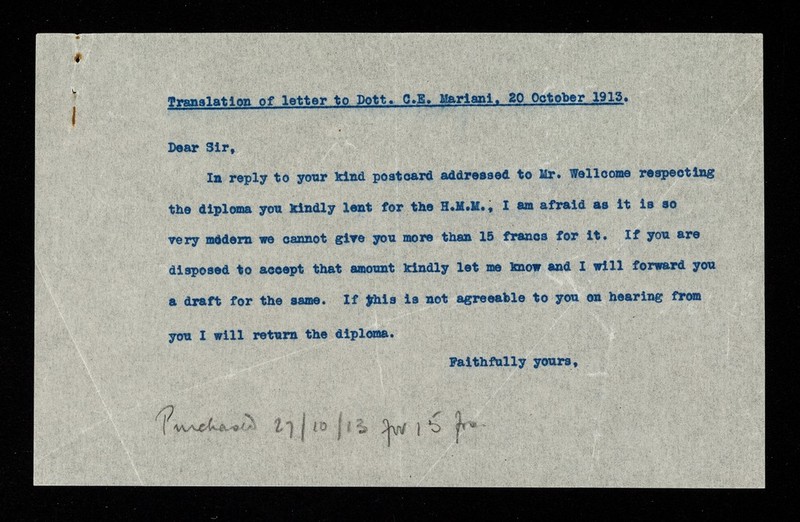 Translation of letter to Dott. C.E. Mariani, 20 October 1913.
Dear Sir,
In reply to your kind postcard addressed to Mr. Wellcome respecting
the diploma you kindly lent for the H.M.M., I am afraid as it is so
very modern we cannot give you more than 15 francs for it. If you are
disposed to accept that amount kindly let me know and I will forward you
a draft for the same. If this is not agreeable to you on hearing from
you I will return the diploma.
Faithfully yours,
Purchased 27/10/13 for 15 frs.